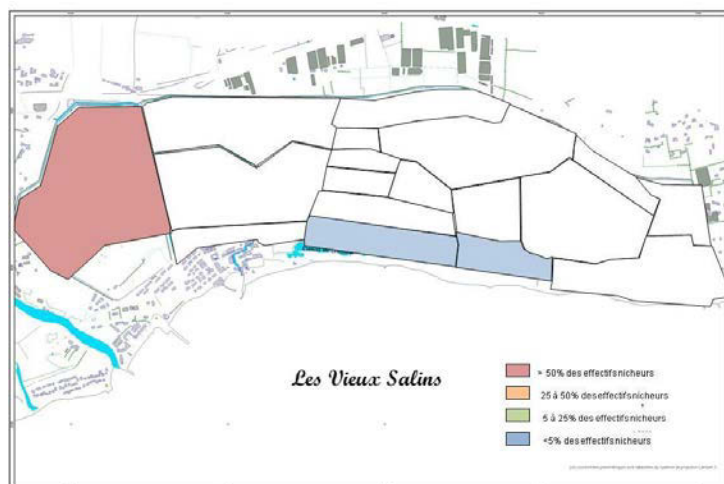 Les Vieux Salins
> 50% des effectifs nicheurs
25 à 50% des effectifs nicheurs
5 à 25% des effectifs nicheurs
<5% des effectifs nicheurs